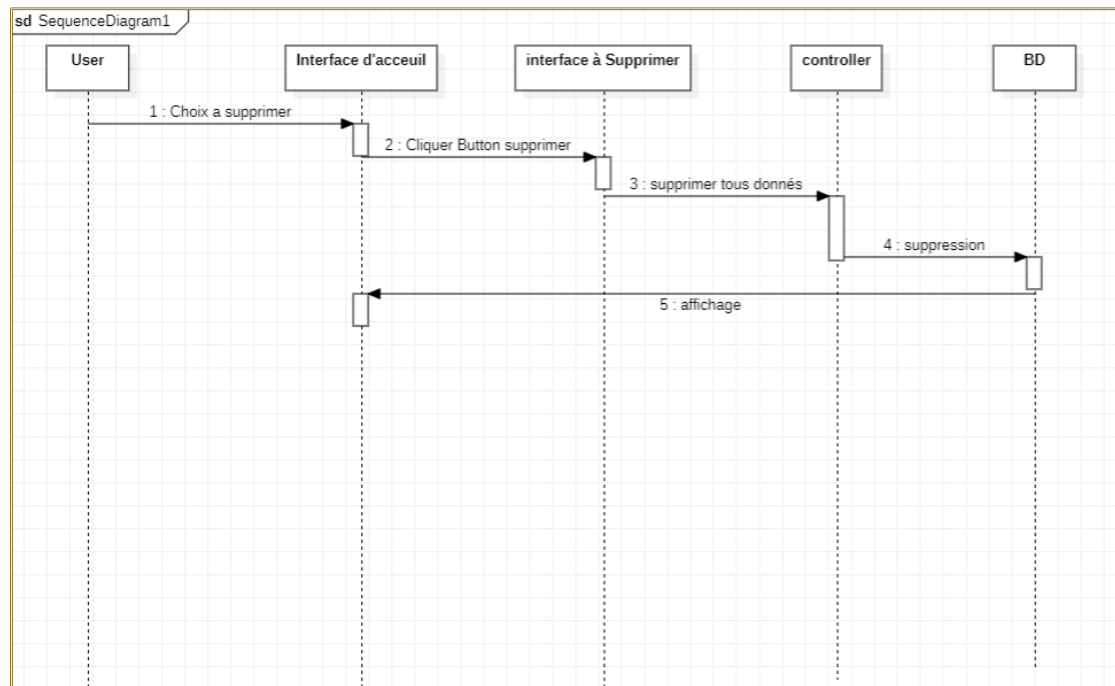 sd SequenceDiagram1
User
Interface d'acceuil
interface à Supprimer
controller
BD
1 : Choix a supprimer
2 : Cliquer Button supprimer
3 : supprimer tous donnés
4 : suppression
5 : affichage